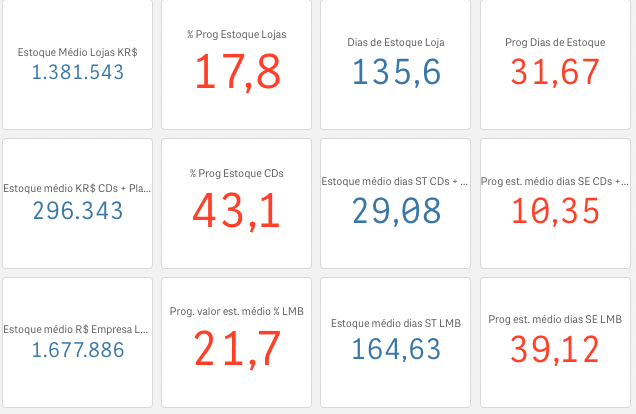 Estoque Médio Lojas KR$
1.381.543
% Prog Estoque Lojas
17,8
Dias de Estoque Loja
135,6
Prog Dias de Estoque
31,67
Estoque médio KR$ CDs + Pla...
296.343
% Prog Estoque CDs
43,1
Estoque médio dias ST CDs + ...
29,08
Prog est. médio dias SE CDs +...
10,35
Estoque médio R$ Empresa L...
1.677.886
Prog. valor est. médio % LMB
21,7
Estoque médio dias ST LMB
164,63
Prog est. médio dias SE LMB
39,12